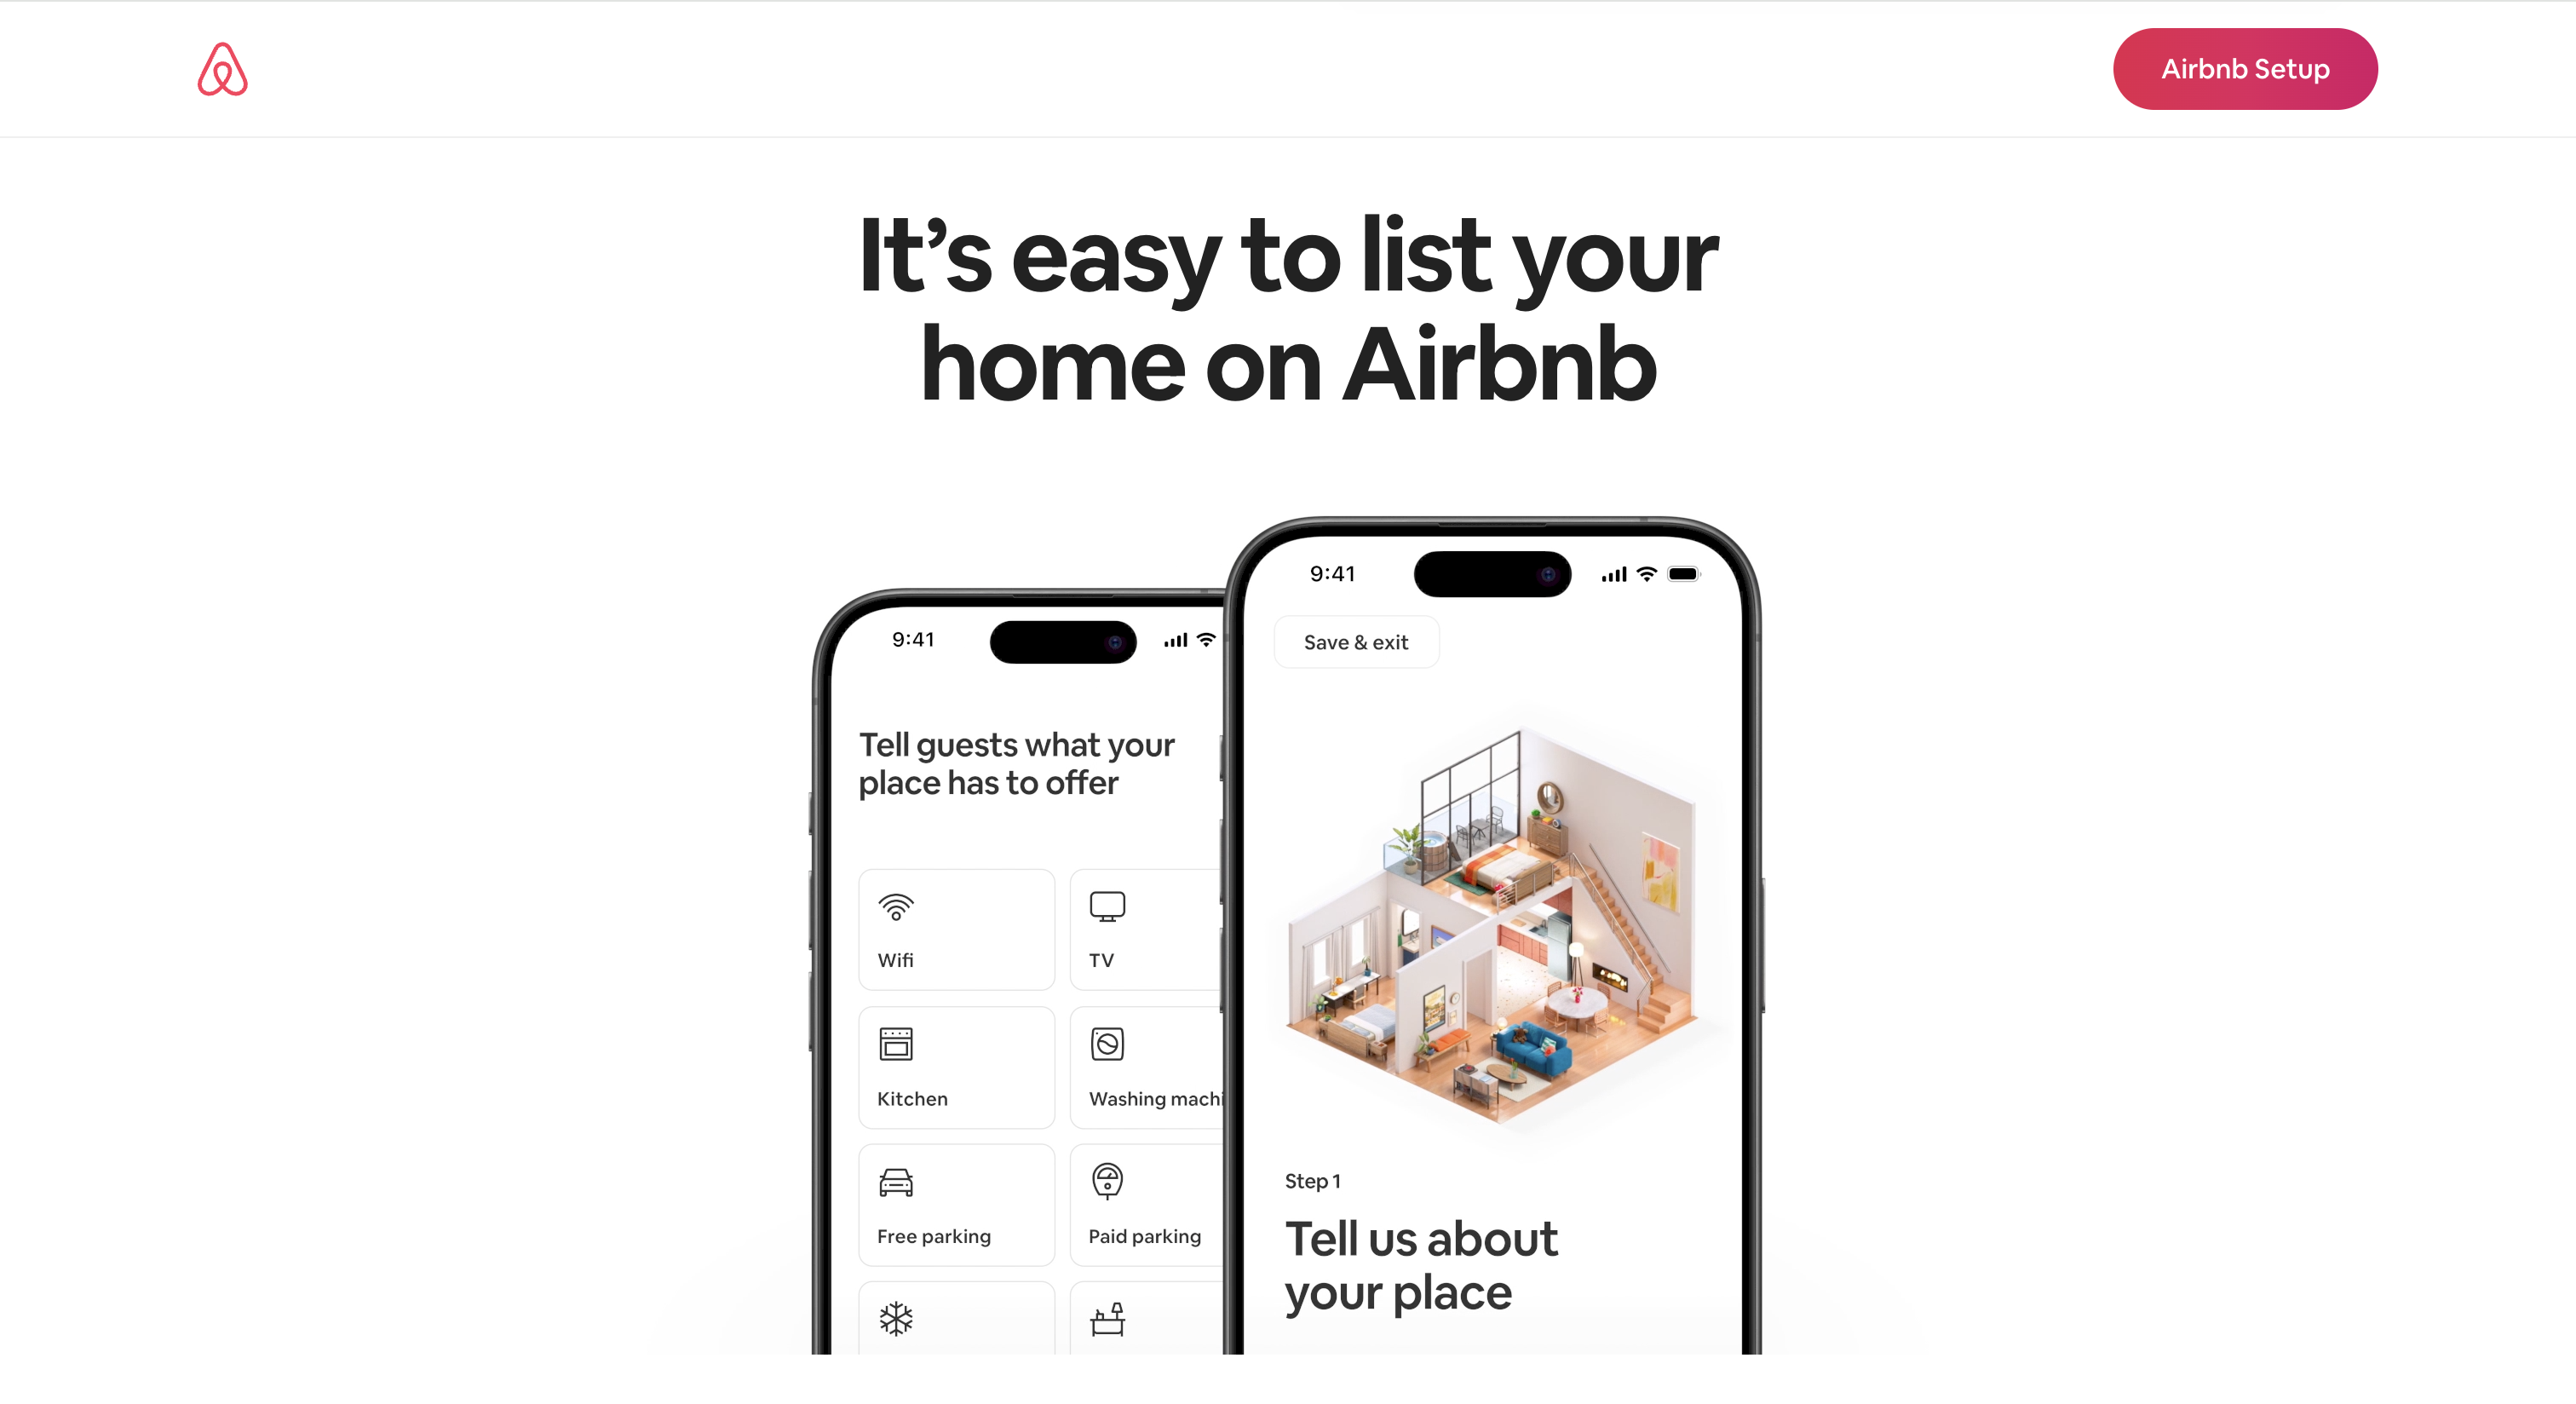 Airbnb Setup
It’s easy to list your
home on Airbnb
9:41
Tell guests what your
place has to offer
Wifi
TV
Kitchen
Washing machi
Free parking
Paid parking
9:41
Save & exit
Step 1
Tell us about
your place